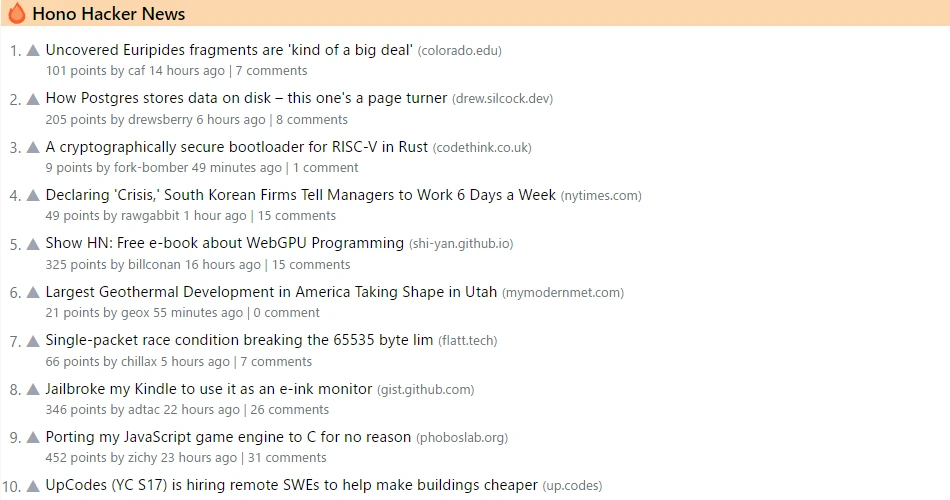 Hono Hacker News
1. ▲ Uncovered Euripides fragments are 'kind of a big deal' (colorado.edu)
101 points by caf 14 hours ago | 7 comments
2. ▲ How Postgres stores data on disk – this one's a page turner (drew.silcock.dev)
205 points by drewsberry 6 hours ago | 8 comments
3. ▲ A cryptographically secure bootloader for RISC-V in Rust (codethink.co.uk)
9 points by fork-bomber 49 minutes ago | 1 comment
4. ▲ Declaring 'Crisis,' South Korean Firms Tell Managers to Work 6 Days a Week (nytimes.com)
49 points by rawgabbit 1 hour ago | 15 comments
5. ▲ Show HN: Free e-book about WebGPU Programming (shi-yan.github.io)
325 points by billconan 16 hours ago | 15 comments
6. ▲ Largest Geothermal Development in America Taking Shape in Utah (mymodernmet.com)
21 points by geox 55 minutes ago | 0 comment
7. ▲ Single-packet race condition breaking the 65535 byte lim (flatt.tech)
66 points by chillax 5 hours ago | 7 comments
8. ▲ Jailbroke my Kindle to use it as an e-ink monitor (gist.github.com)
346 points by adtac 22 hours ago | 26 comments
9. ▲ Porting my JavaScript game engine to C for no reason (phoboslab.org)
452 points by zichy 23 hours ago | 31 comments
10. ▲ UpCodes (YC S17) is hiring remote SWEs to help make buildings cheaper (up.codes)